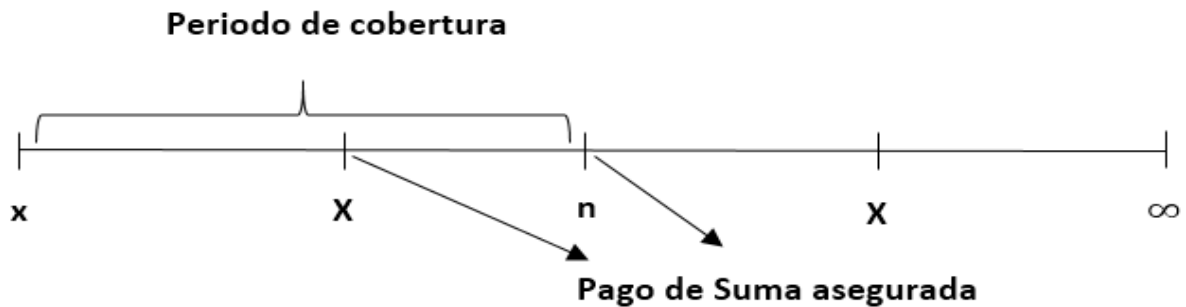 Periodo de cobertura
x X n X ∞
Pago de Suma asegurada